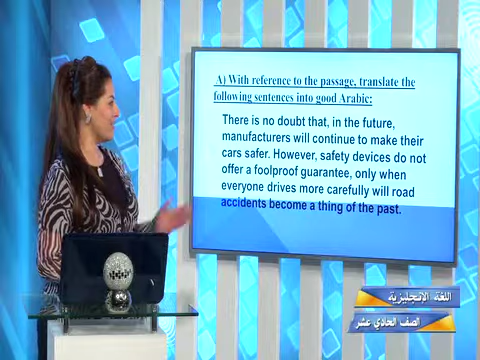 A) With reference to the passage, translate the
following sentences into good Arabic:
There is no doubt that, in the future,
manufacturers will continue to make their
cars safer. However, safety devices do not
offer a foolproof guarantee, only when
everyone drives more carefully will road
accidents become a thing of the past.
اللغة الإنجليزية
الصف الحادي عشر